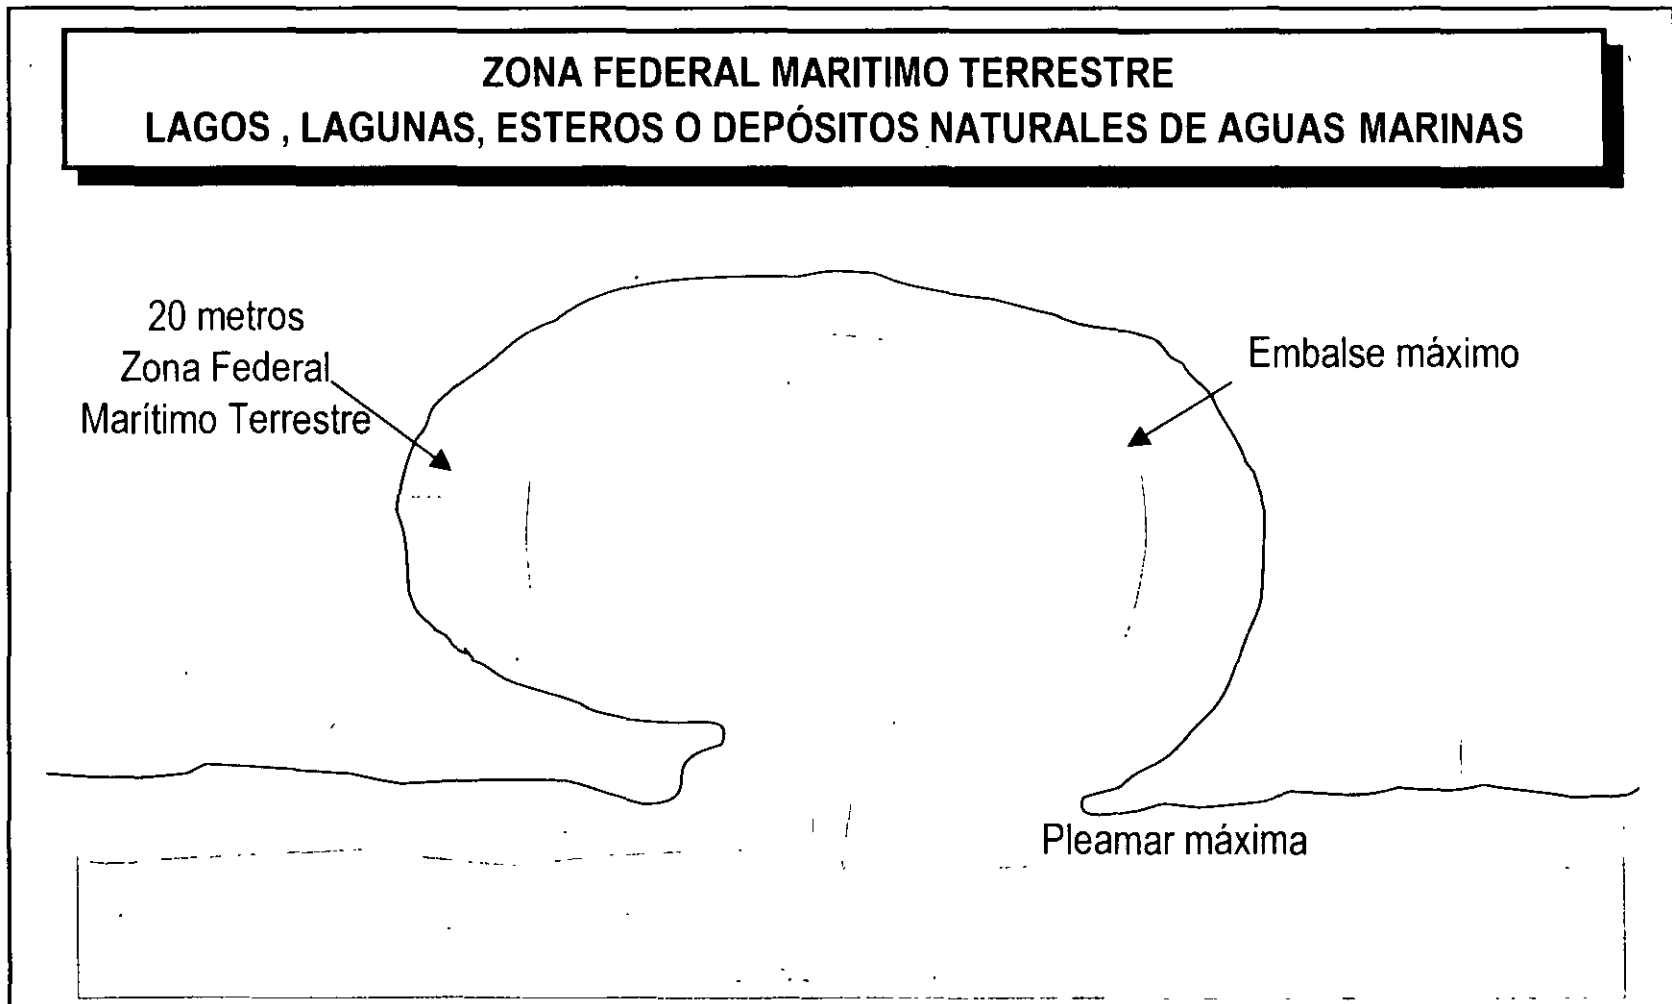 ZONA FEDERAL MARITIMO TERRESTRE
LAGOS , LAGUNAS, ESTEROS O DEPÓSITOS NATURALES DE AGUAS MARINAS
20 metros
Zona Federal
Marítimo Terrestre
Embalse máximo
Pleamar máxima